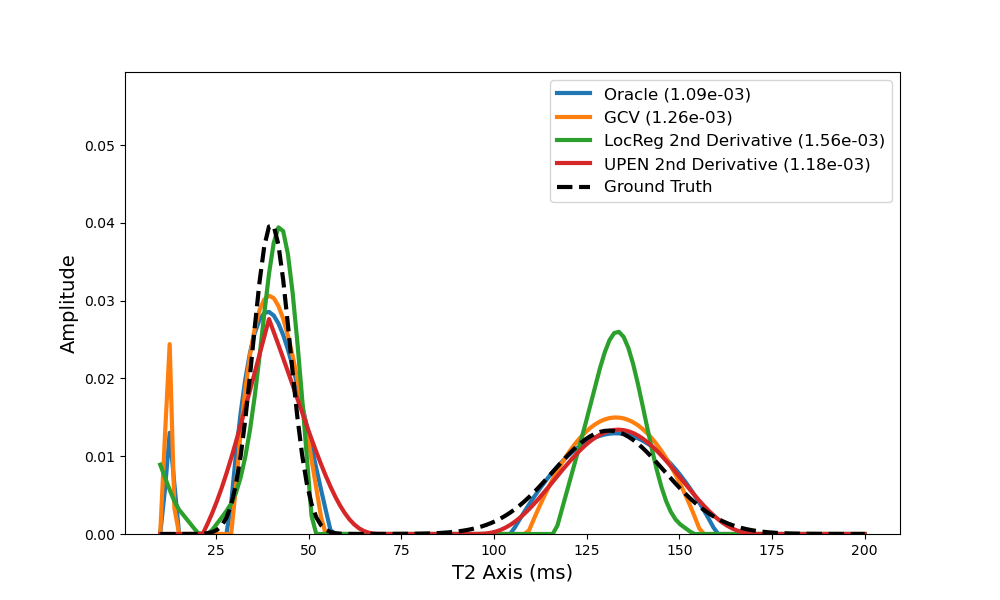 Oracle (1.09e-03)
GCV (1.26e-03)
LocReg 2nd Derivative (1.56e-03)
UPEN 2nd Derivative (1.18e-03)
Ground Truth
0.05
0.04
0.03
0.02
0.01
0.00
Amplitude
25 50 75 100 125 150 175 200
T2 Axis (ms)